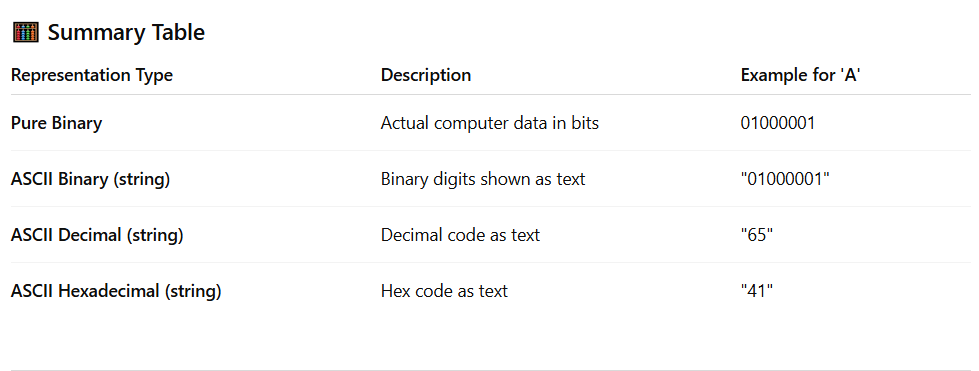 🧮 Summary Table
Representation Type Description Example for 'A'
Pure Binary Actual computer data in bits 01000001
ASCII Binary (string) Binary digits shown as text "01000001"
ASCII Decimal (string) Decimal code as text "65"
ASCII Hexadecimal (string) Hex code as text "41"